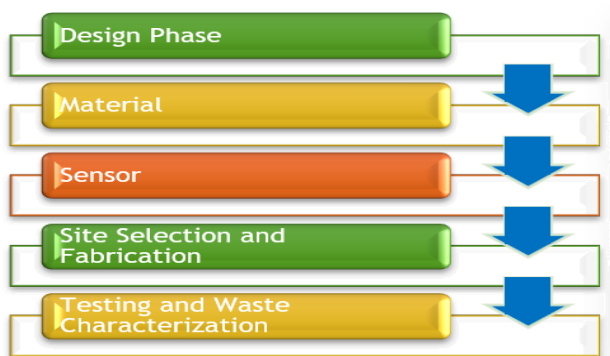 Design Phase
Material
Sensor
Site Selection and
Fabrication
Testing and Waste
Characterization